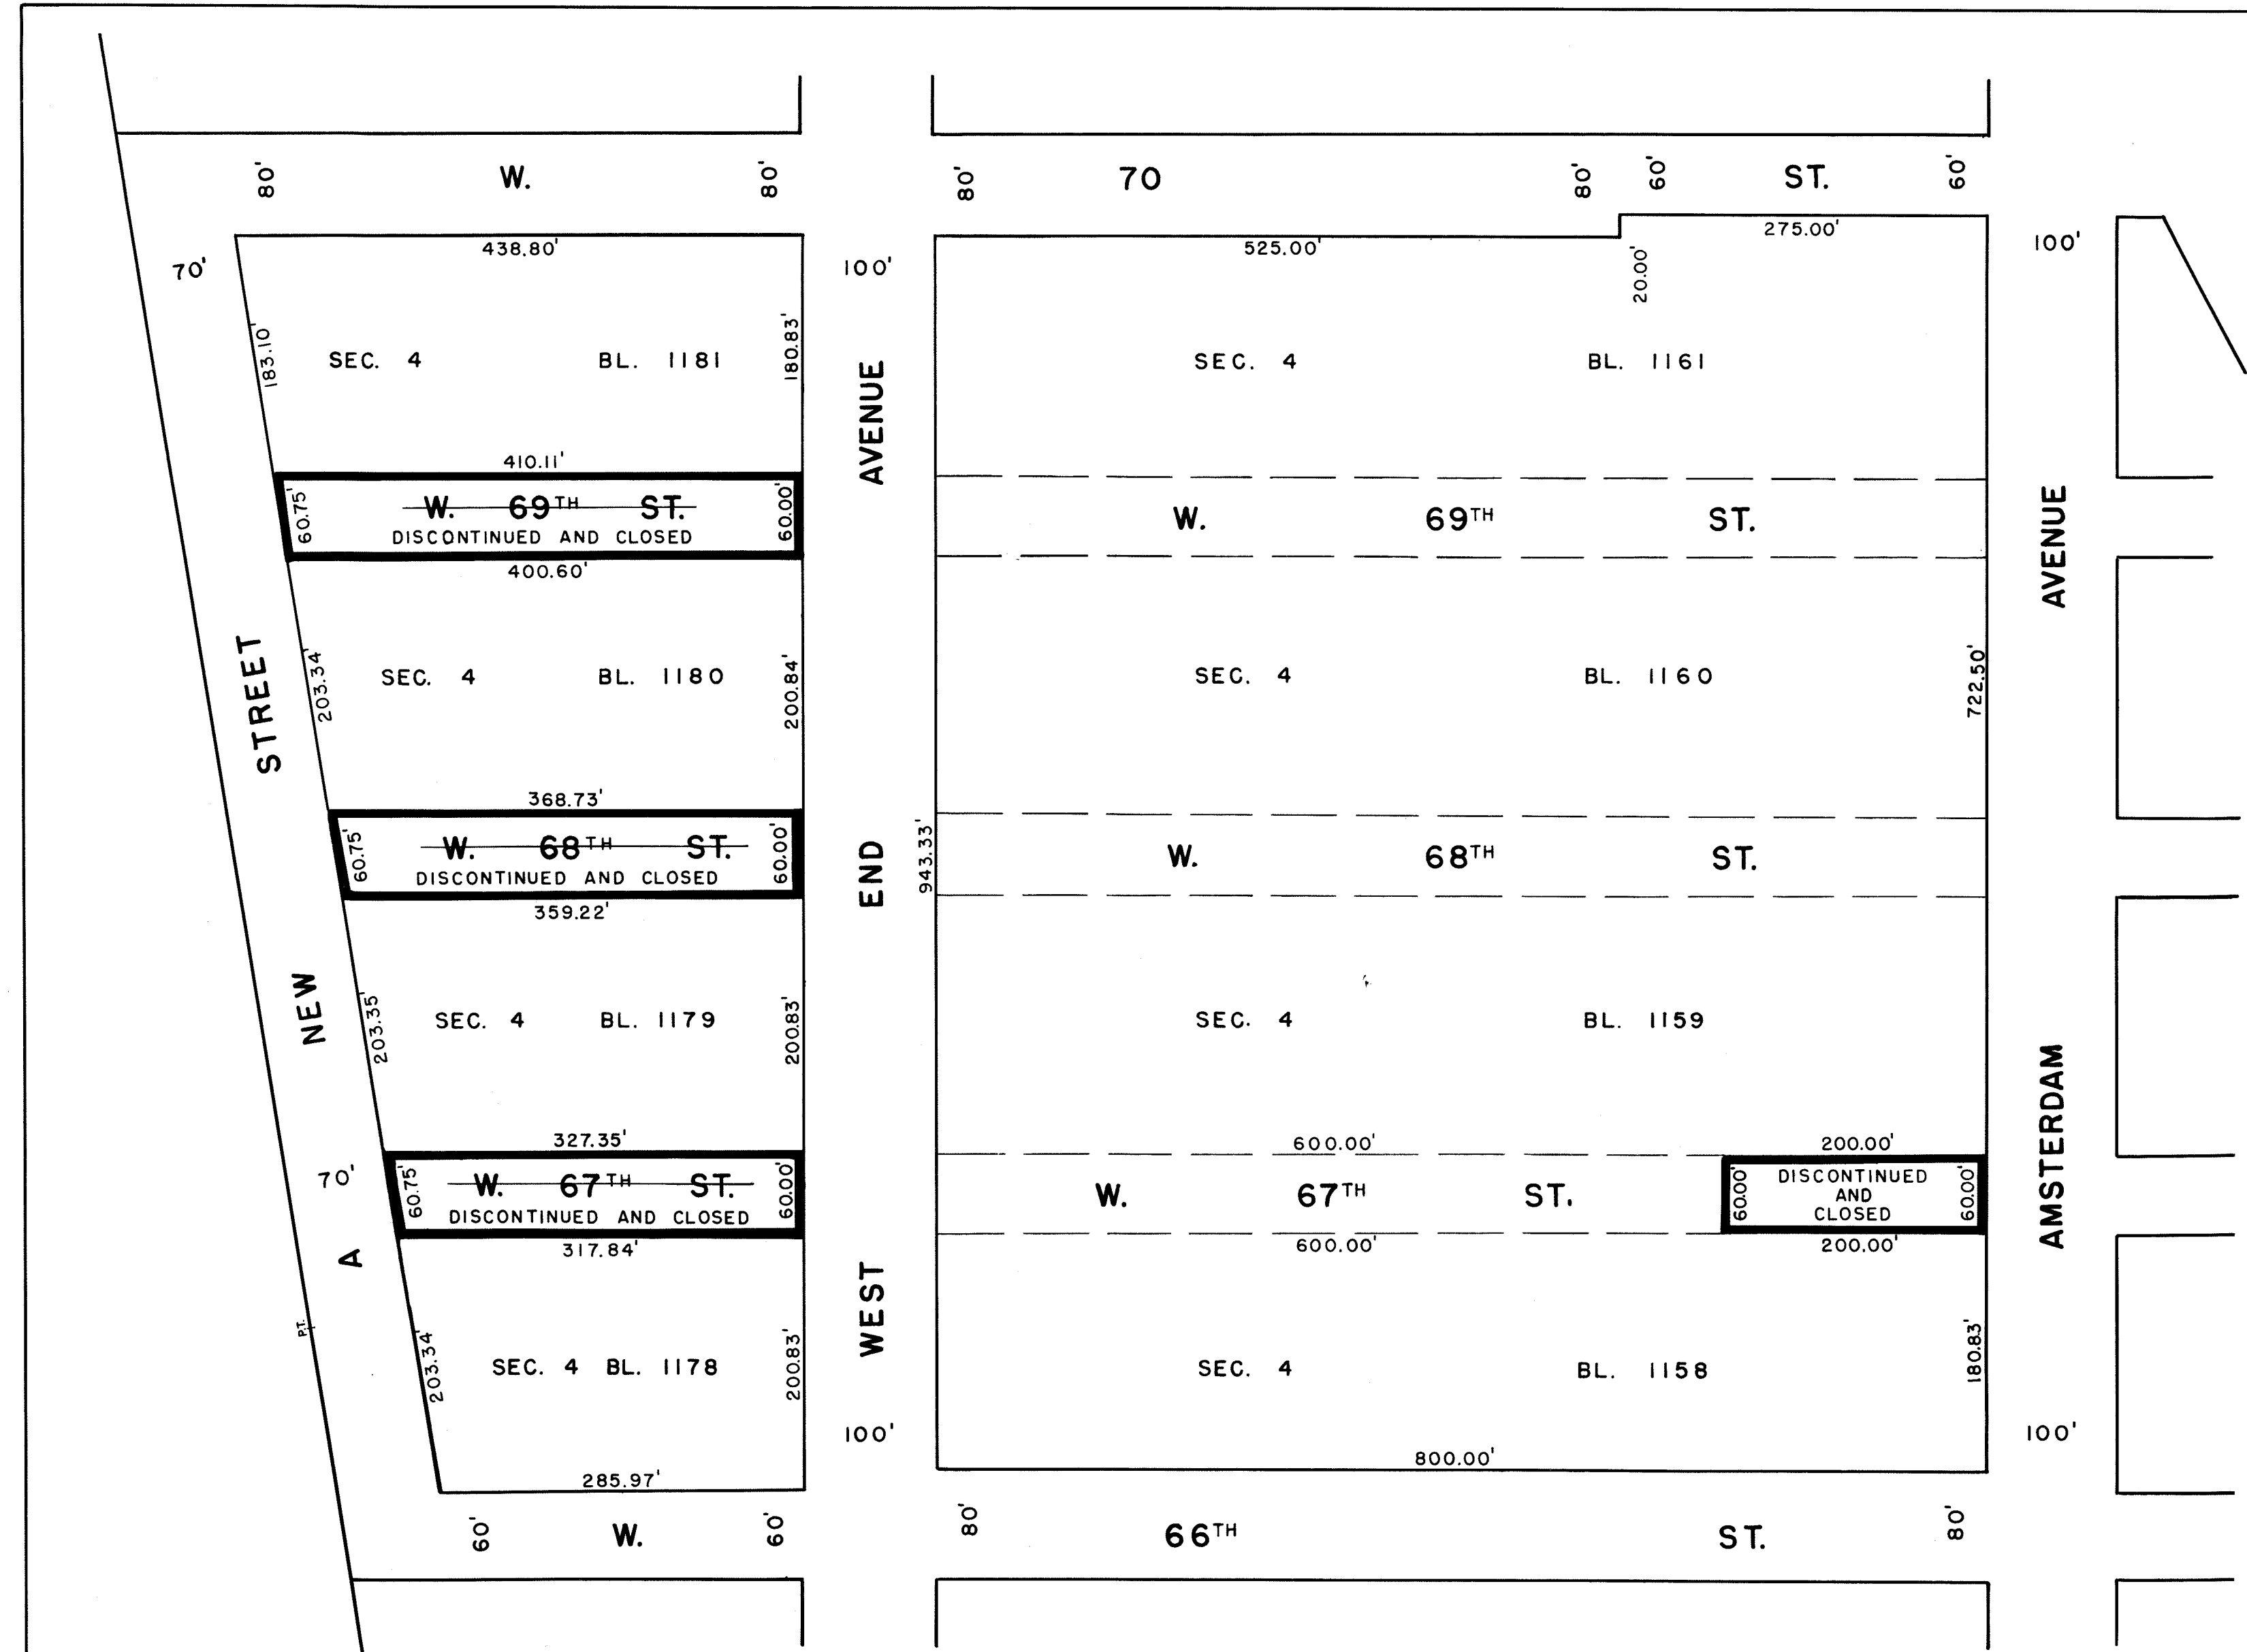 80' W. 80' 80' 70 80' 60' ST. 60'
70' 438.80' 100' 525.00' 20.00' 275.00' 100'
183.10' SEC. 4 BL. 1181 180.83' SEC. 4 BL. 1161
410.11'
60.75' W. 69TH ST. 60.00' W. 69TH ST.
DISCONTINUED AND CLOSED
400.60'
203.34' SEC. 4 BL. 1180 200.84' SEC. 4 BL. 1160 722.50'
368.73'
60.75' W. 68TH ST. 60.00' 943.33' W. 68TH ST.
DISCONTINUED AND CLOSED
359.22'
203.35' SEC. 4 BL. 1179 200.83' SEC. 4 BL. 1159
327.35' 600.00' 200.00'
70' 60.75' W. 67TH ST. 60.00' W. 67TH ST. 60.00' 60.00'
DISCONTINUED AND CLOSED
DISCONTINUED
AND
CLOSED
317.84' 600.00' 200.00'
P.T.
203.34' SEC. 4 BL. 1178 200.83' SEC. 4 BL. 1158 180.83'
100' 100'
285.97' 800.00'
60' W. 60' 80' 66TH ST. 80'
A NEW STREET
WEST END AVENUE
AMSTERDAM AVENUE